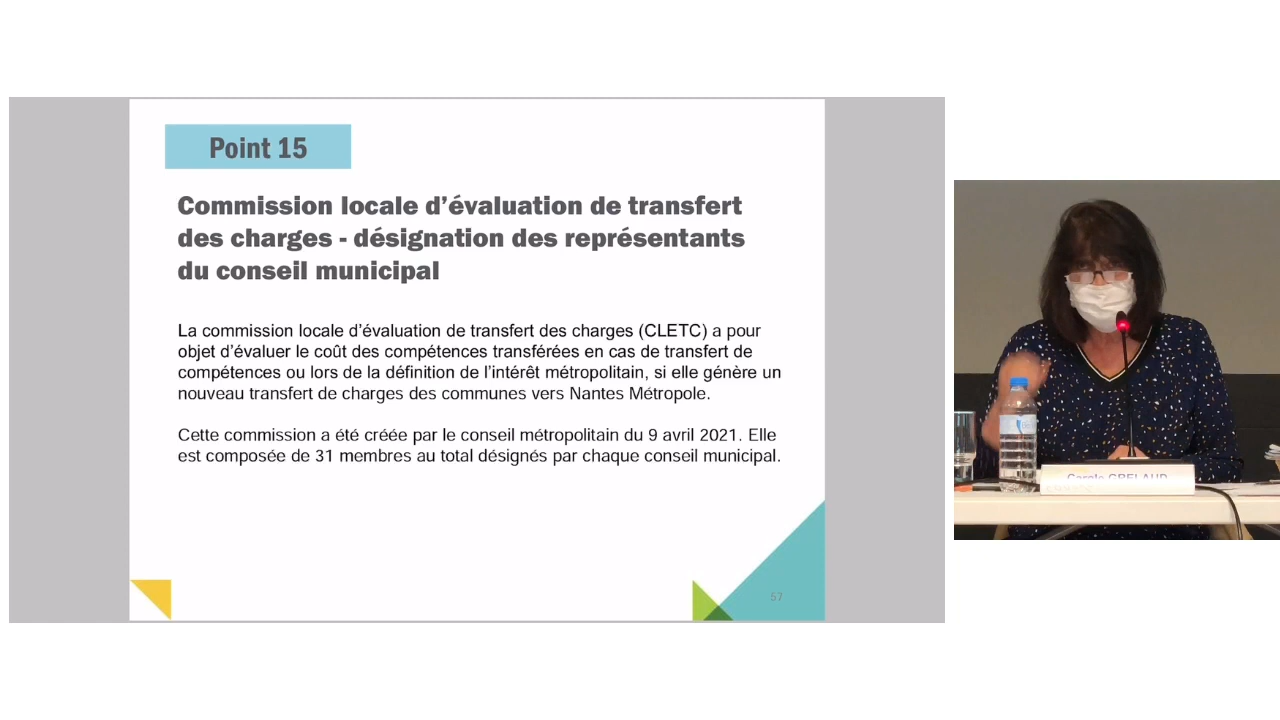 Point 15
Commission locale d’évaluation de transfert
des charges - désignation des représentants
du conseil municipal
La commission locale d’évaluation de transfert des charges (CLETC) a pour
objet d’évaluer le coût des compétences transférées en cas de transfert de
compétences ou lors de la définition de l’intérêt métropolitain, si elle génère un
nouveau transfert de charges des communes vers Nantes Métropole.
Cette commission a été créée par le conseil métropolitain du 9 avril 2021. Elle
est composée de 31 membres au total désignés par chaque conseil municipal.
57
Carole GRELAUD